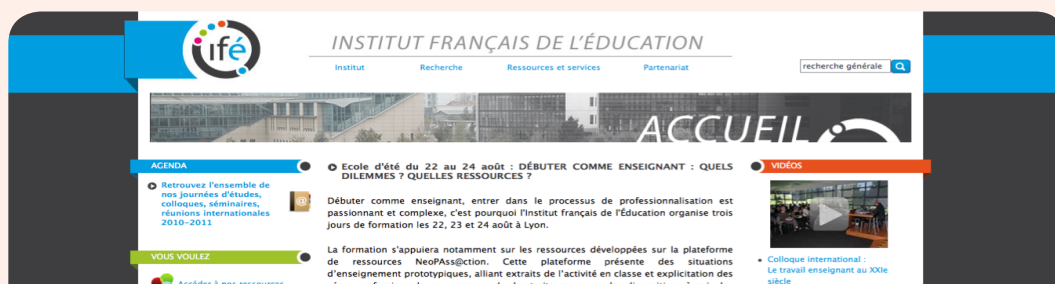 ifé
INSTITUT FRANÇAIS DE L'ÉDUCATION
Institut Recherche Ressources et services Partenariat
recherche générale
ACCUEIL
AGENDA
Retrouvez l'ensemble de
nos journées d'études,
colloques, séminaires,
réunions internationales
2010-2011
VOUS VOULEZ
Accéder à nos ressources
Ecole d'été du 22 au 24 août : DÉBUTER COMME ENSEIGNANT : QUELS
DILEMMES ? QUELLES RESSOURCES ?
Débuter comme enseignant, entrer dans le processus de professionnalisation est
passionnant et complexe, c'est pourquoi l'Institut français de l'Éducation organise trois
jours de formation les 22, 23 et 24 août à Lyon.
La formation s'appuiera notamment sur les ressources développées sur la plateforme
de ressources NeoPAss@ction. Cette plateforme présente des situations
d'enseignement prototypiques, alliant extraits de l'activité en classe et explicitation des
VIDÉOS
Colloque international :
Le travail enseignant au XXIe
siècle